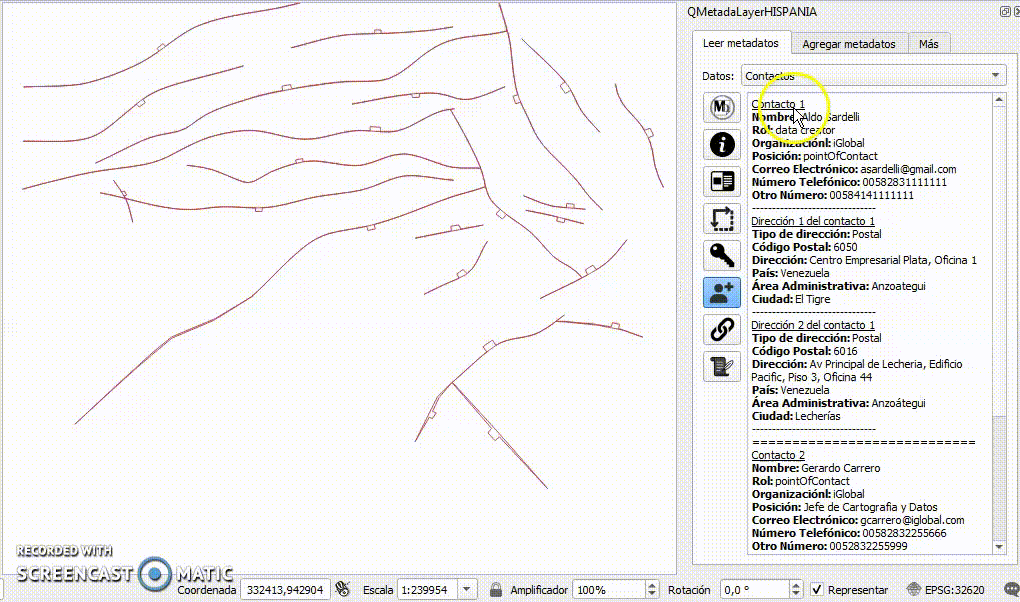 QMetadaLayerHISPANIA
Leer metadatos
Agregar metadatos
Más
Datos: Contactos
Contacto 1
Nombre: Aldo Sardelli
Rol: data creator
Organizaciónl: iGlobal
Posición: pointOfContact
Correo Electrónico: asardelli@gmail.com
Número Telefónico: 00582831111111
Otro Número: 00584141111111
-------------------------------
Dirección 1 del contacto 1
Tipo de dirección: Postal
Código Postal: 6050
Dirección: Centro Empresarial Plata, Oficina 1
País: Venezuela
Área Administrativa: Anzoategui
Ciudad: El Tigre
-------------------------------
Dirección 2 del contacto 1
Tipo de dirección: Postal
Código Postal: 6016
Dirección: Av Principal de Lecheria, Edificio
Pacific, Piso 3, Oficina 44
País: Venezuela
Área Administrativa: Anzoátegui
Ciudad: Lecherías
-------------------------------
============================
Contacto 2
Nombre: Gerardo Carrero
Rol: pointOfContact
Organizaciónl: iGlobal
Posición: Jefe de Cartografia y Datos
Correo Electrónico: gcarrero@iglobal.com
Número Telefónico: 00582832255666
Otro Número: 0052832255999
RECORDED WITH
SCREENCAST MATIC
Coordenada 332413,942904 Escala 1:239954 Amplificador 100% Rotación 0,0 ° Representar EPSG:32620